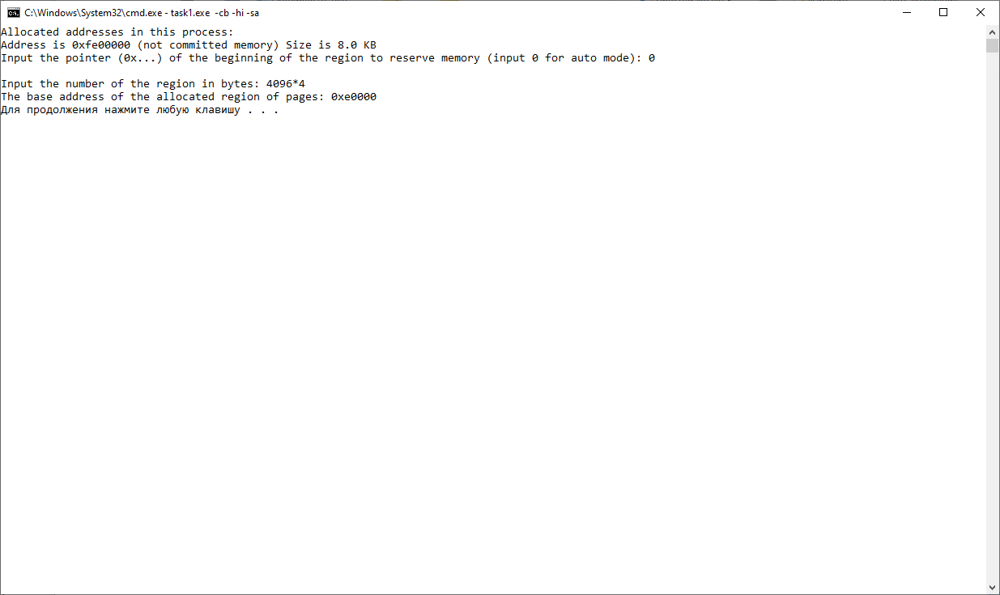 C:\Windows\System32\cmd.exe - task1.exe -cb -hi -sa
Allocated addresses in this process:
Address is 0xfe00000 (not committed memory) Size is 8.0 KB
Input the pointer (0x...) of the beginning of the region to reserve memory (input 0 for auto mode): 0
Input the number of the region in bytes: 4096*4
The base address of the allocated region of pages: 0xe0000
Для продолжения нажмите любую клавишу . . .